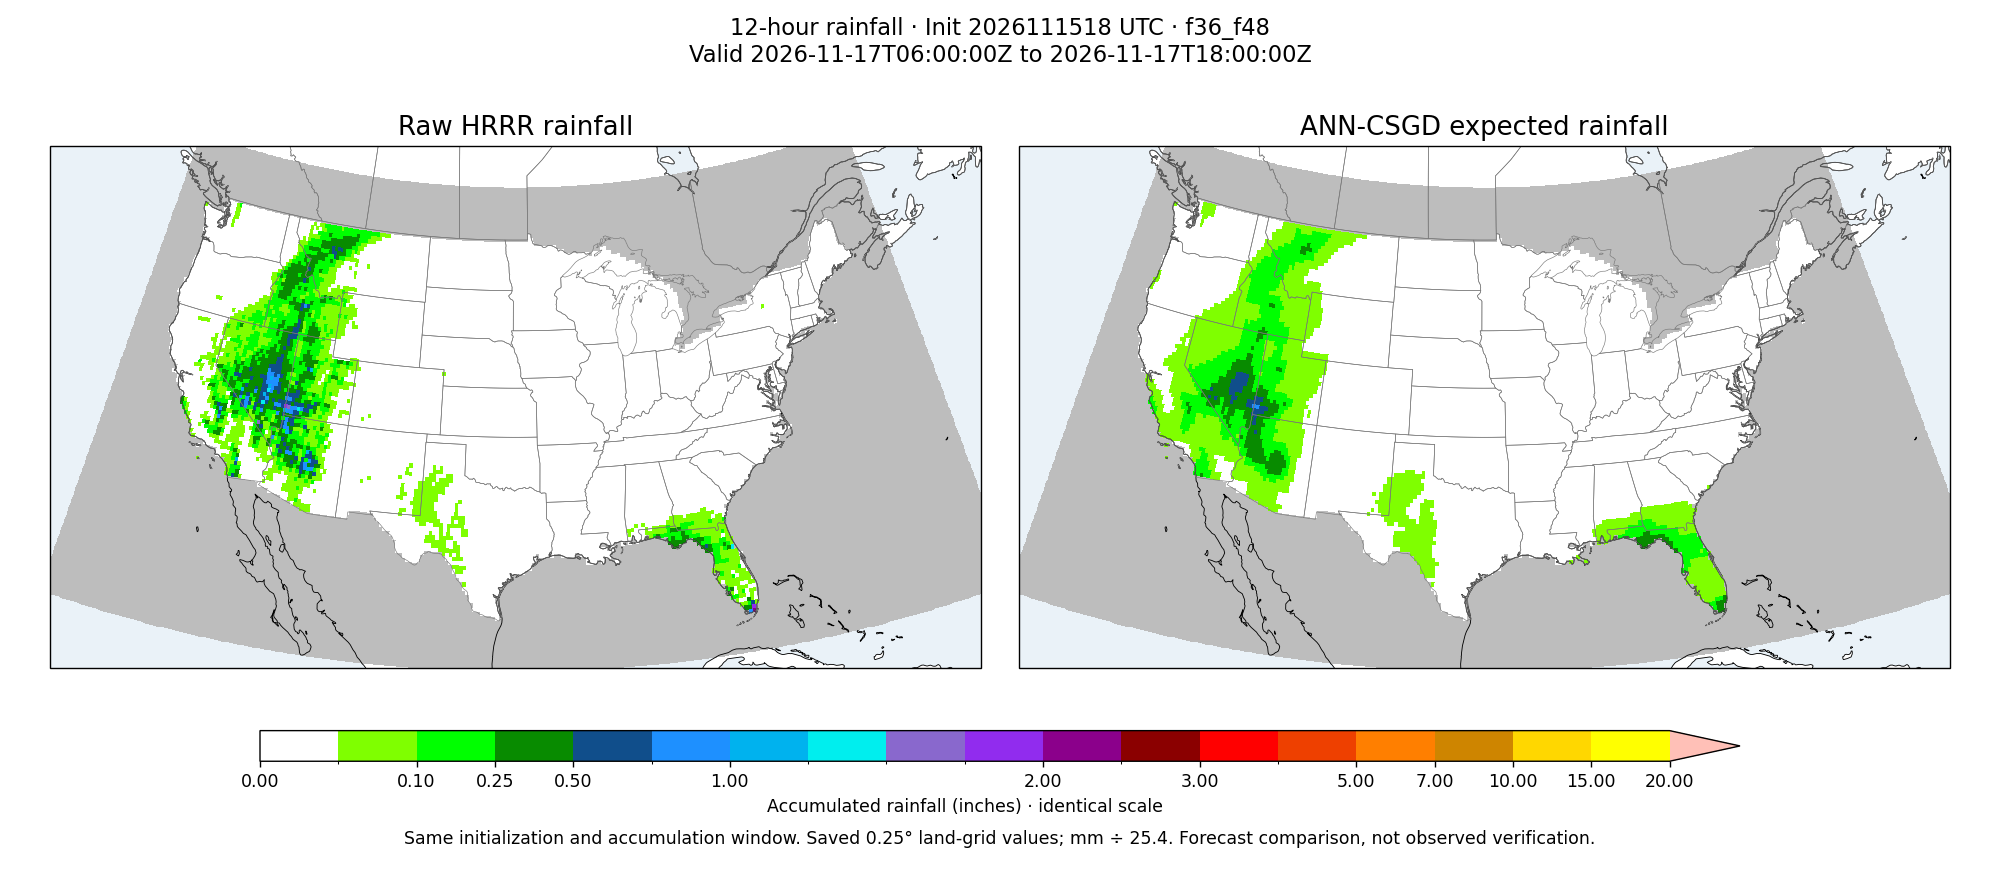 12-hour rainfall · Init 2026111518 UTC · f36_f48
Valid 2026-11-17T06:00:00Z to 2026-11-17T18:00:00Z
Raw HRRR rainfall
ANN-CSGD expected rainfall
0.00 0.10 0.25 0.50 1.00 2.00 3.00 5.00 7.00 10.00 15.00 20.00
Accumulated rainfall (inches) · identical scale
Same initialization and accumulation window. Saved 0.25° land-grid values; mm ÷ 25.4. Forecast comparison, not observed verification.